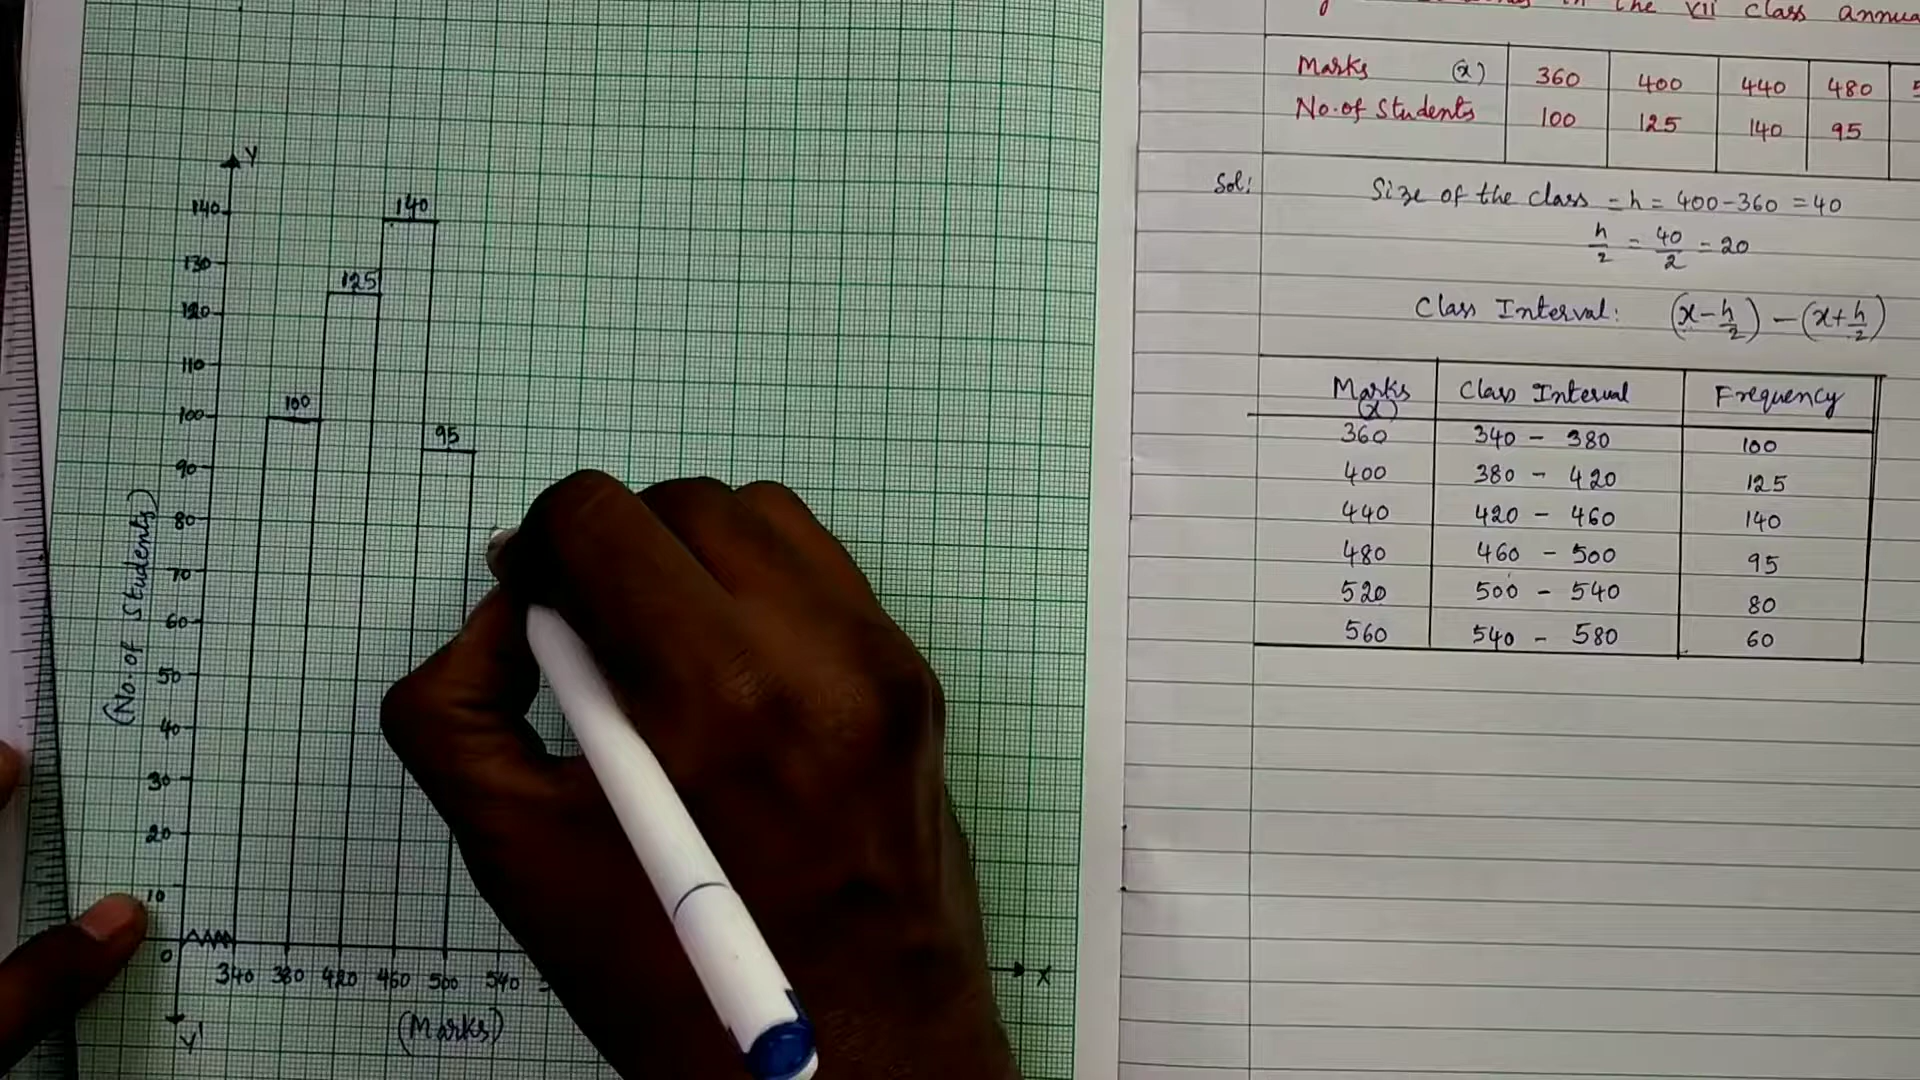 the VII class annua
Marks (x) 360 400 440 480
No. of Students 100 125 140 95
Sol:
Size of the class = h = 400-360 = 40
h/2 = 40/2 = 20
Class Interval: (x-h/2) - (x+h/2)
Marks (x) Class Interval Frequency
360 340 - 380 100
400 380 - 420 125
440 420 - 460 140
480 460 - 500 95
520 500 - 540 80
560 540 - 580 60
Y
140
140
130
125
120
110
100
100
95
90
80
70
60
50
40
30
20
10
0
340 380 420 460 500 540
X
(No. of Students)
(Marks)
Y'